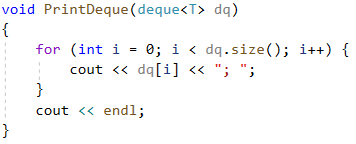 void PrintDeque(deque<T> dq)
{
    for (int i = 0; i < dq.size(); i++) {
        cout << dq[i] << "; ";
    }
    cout << endl;
}